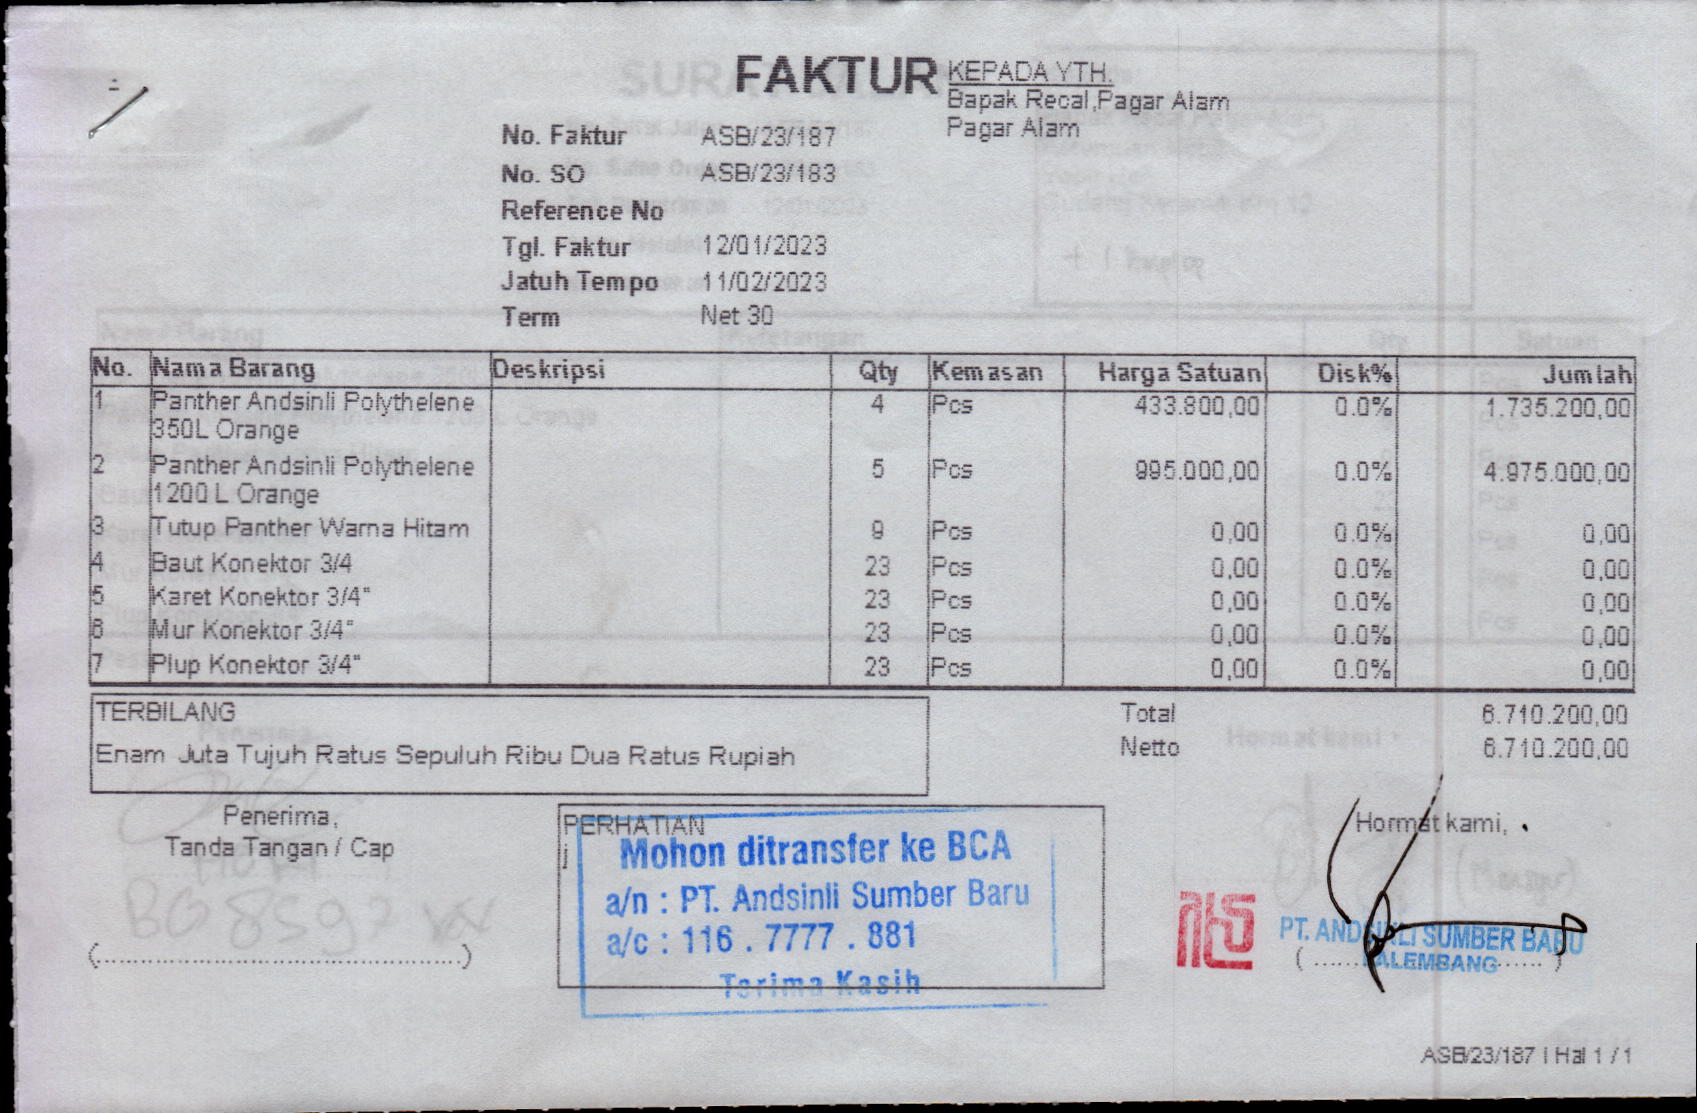 FAKTUR
KEPADA YTH.
Bapak Recal,Pagar Alam
Pagar Alam
No. Faktur ASB/23/187
No. SO ASB/23/183
Reference No
Tgl. Faktur 12/01/2023
Jatuh Tempo 11/02/2023
Term Net 30
No. Nama Barang Deskripsi Qty Kemasan Harga Satuan Disk% Jumlah
1 Panther Andsinli Polythelene 4 Pcs 433.800,00 0.0% 1.735.200,00
350L Orange
2 Panther Andsinli Polythelene 5 Pcs 995.000,00 0.0% 4.975.000,00
1200 L Orange
3 Tutup Panther Warna Hitam 9 Pcs 0,00 0.0% 0,00
4 Baut Konektor 3/4 23 Pcs 0,00 0.0% 0,00
5 Karet Konektor 3/4" 23 Pcs 0,00 0.0% 0,00
6 Mur Konektor 3/4" 23 Pcs 0,00 0.0% 0,00
7 Plup Konektor 3/4" 23 Pcs 0,00 0.0% 0,00
TERBILANG
Enam Juta Tujuh Ratus Sepuluh Ribu Dua Ratus Rupiah
Total 6.710.200,00
Netto 6.710.200,00
Penerima,
Tanda Tangan / Cap
(..............................................)
PERHATIAN
j
Mohon ditransfer ke BCA
a/n : PT. Andsinli Sumber Baru
a/c : 116 . 7777 . 881
Terima Kasih
Hormat kami,
PT. ANDSINLI SUMBER BARU
PALEMBANG
ASB/23/187 | Hal 1 / 1